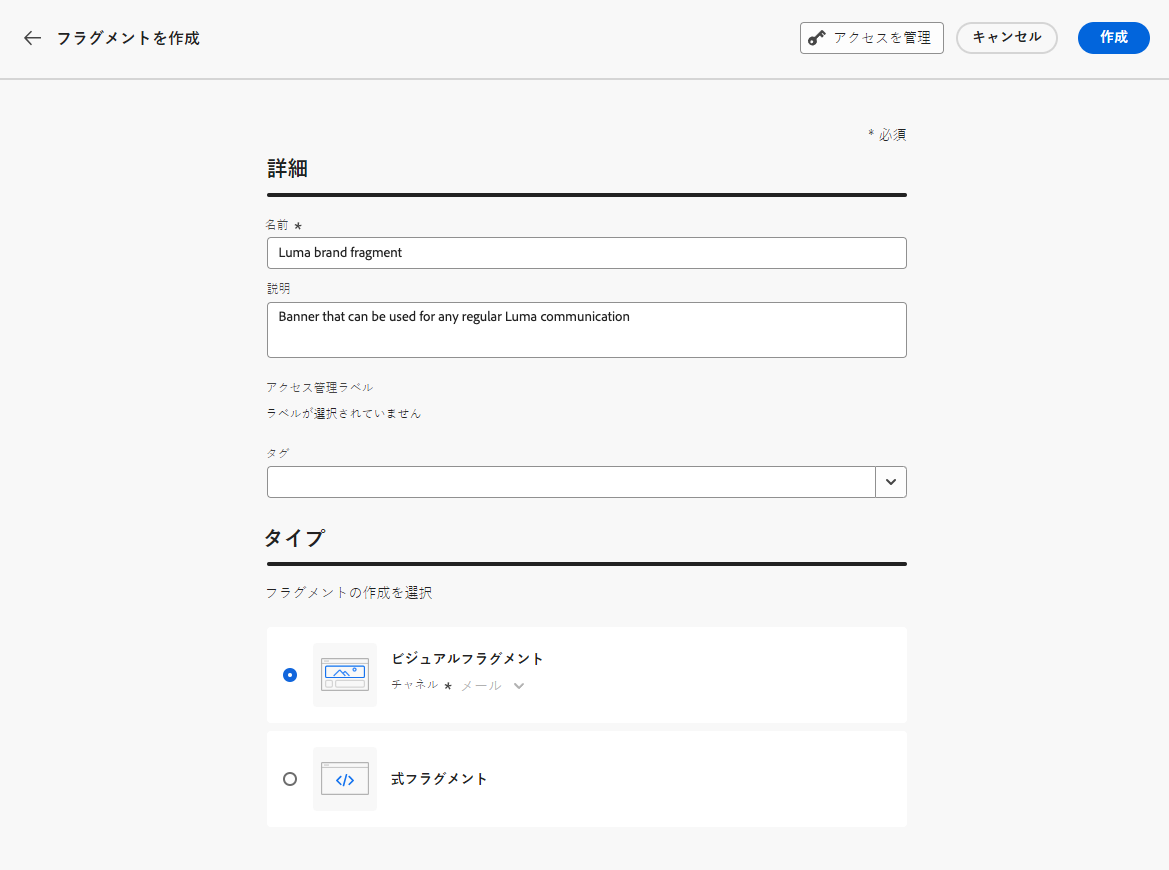 フラグメントを作成
アクセスを管理
キャンセル
作成
* 必須
詳細
名前 *
Luma brand fragment
説明
Banner that can be used for any regular Luma communication
アクセス管理ラベル
ラベルが選択されていません
タグ
タイプ
フラグメントの作成を選択
ビジュアルフラグメント
チャネル * メール
</>
式フラグメント